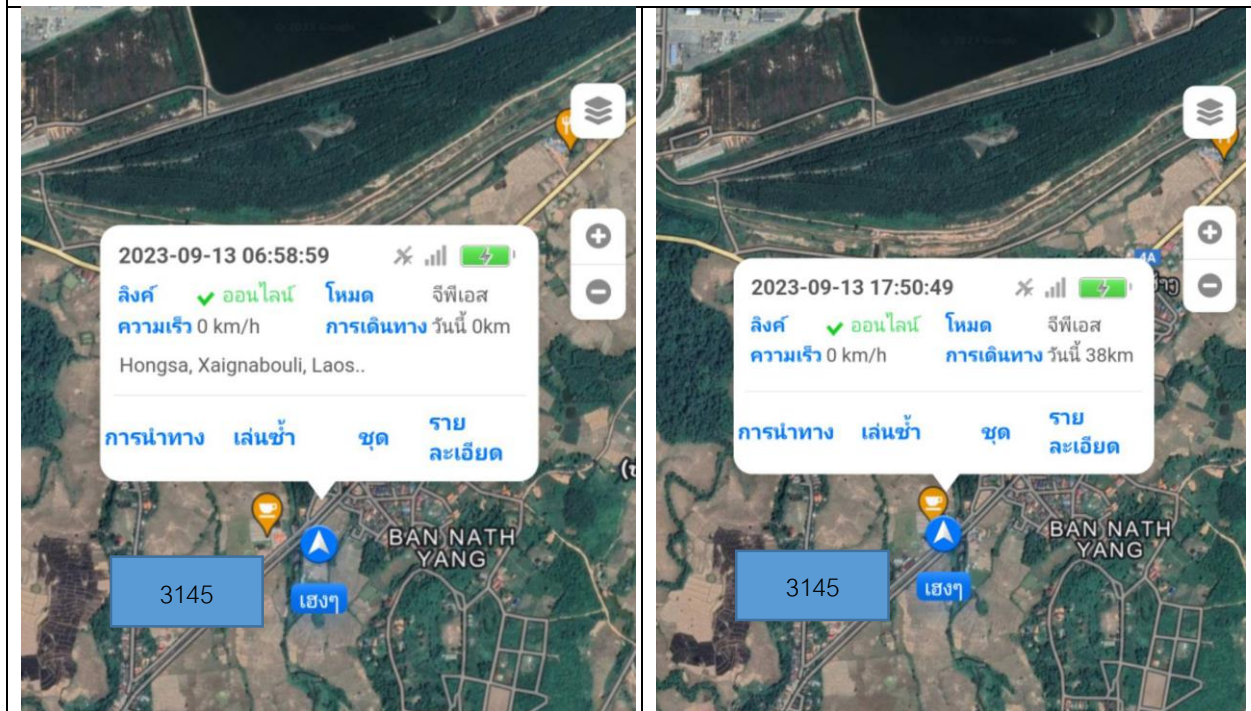 2023-09-13 06:58:59
ลิงค์ ออนไลน์ โหมด จีพีเอส
ความเร็ว 0 km/h การเดินทาง วันนี้ 0km
Hongsa, Xaignabouli, Laos..
การนำทาง เล่นซ้ำ ชุด ราย
ละเอียด
BAN NATH
YANG
3145
เฮงๆ
4A
2023-09-13 17:50:49
ลิงค์ ออนไลน์ โหมด จีพีเอส
ความเร็ว 0 km/h การเดินทาง วันนี้ 38km
การนำทาง เล่นซ้ำ ชุด ราย
ละเอียด
BAN NATH
YANG
3145
เฮงๆ